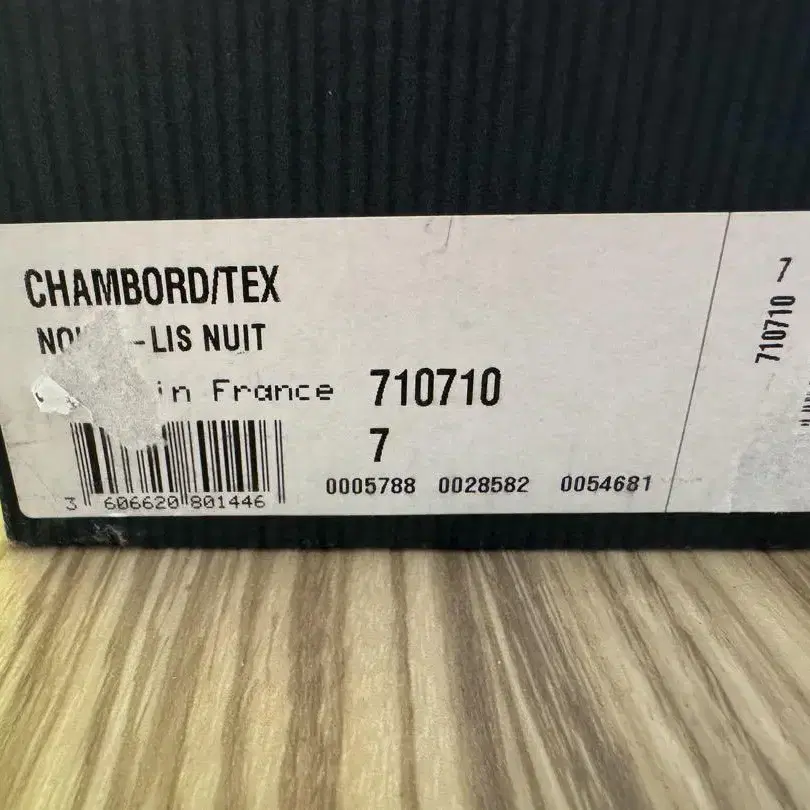 CHAMBORD/TEX
-LIS NUIT
in France 710710
7
3 606620 801446
0005788 0028582 0054681
7
710710